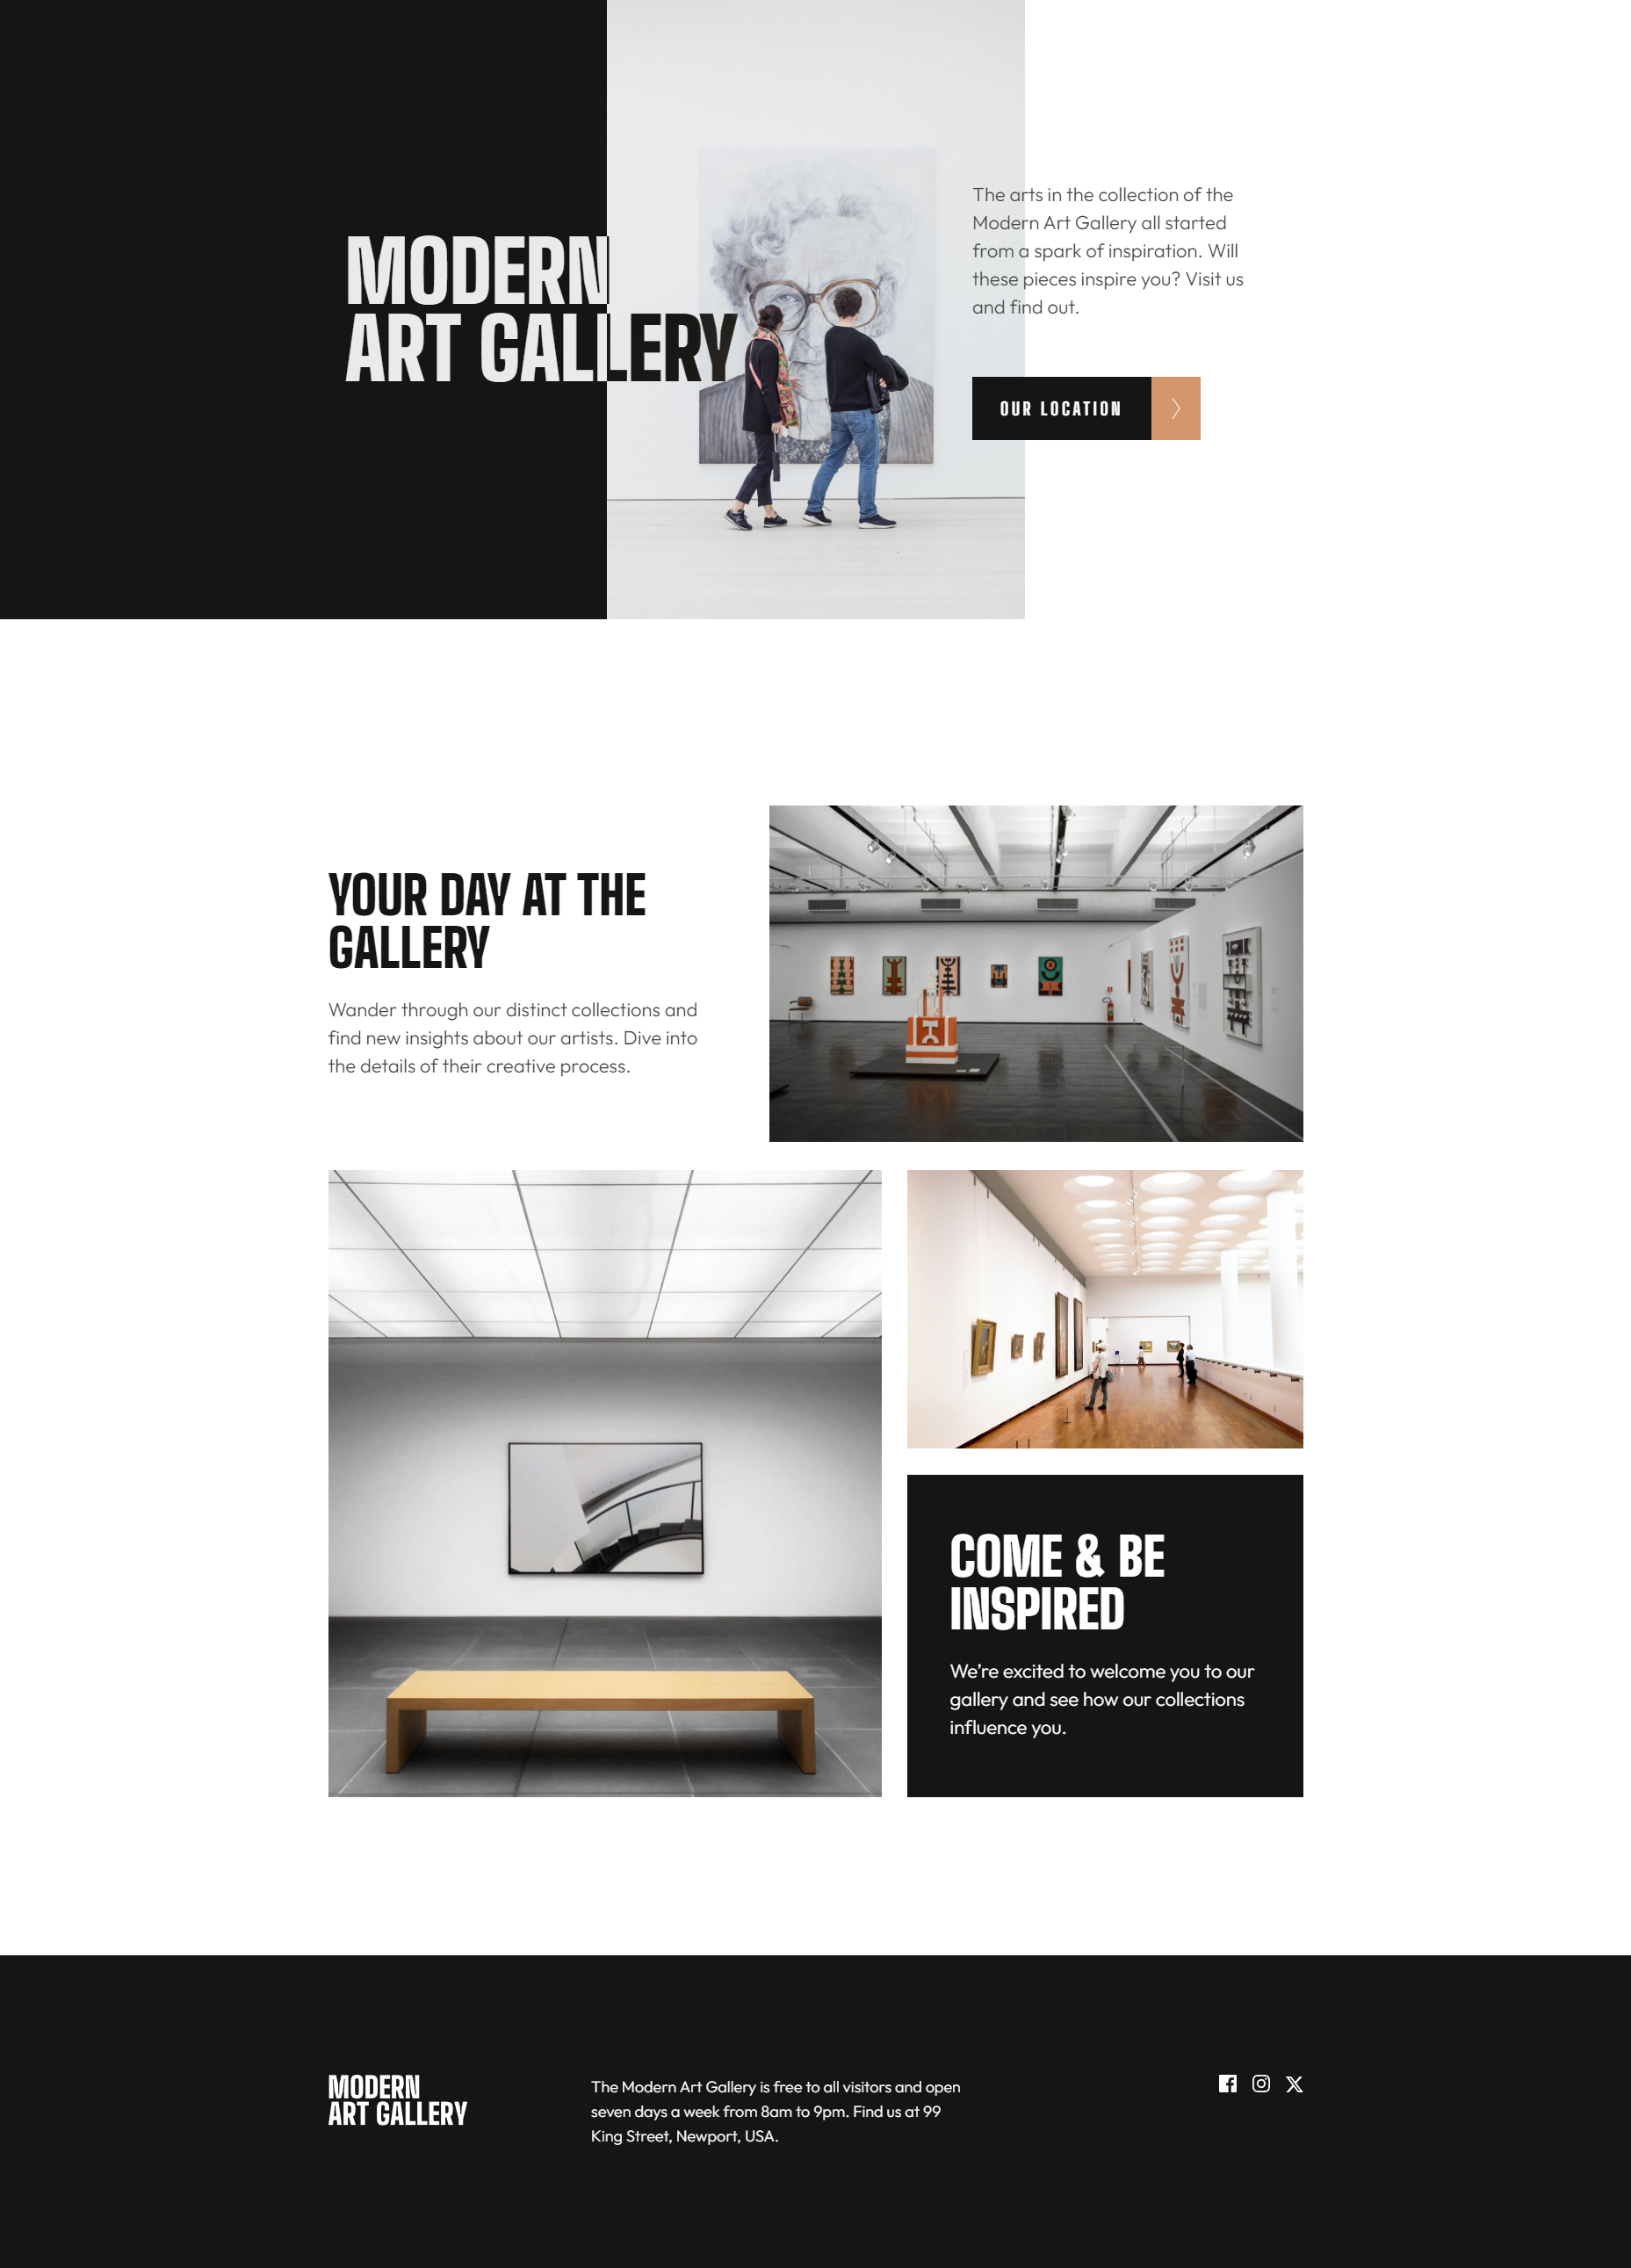 MODERN
ART GALLERY
The arts in the collection of the
Modern Art Gallery all started
from a spark of inspiration. Will
these pieces inspire you? Visit us
and find out.
OUR LOCATION
YOUR DAY AT THE
GALLERY
Wander through our distinct collections and
find new insights about our artists. Dive into
the details of their creative process.
COME & BE
INSPIRED
We’re excited to welcome you to our
gallery and see how our collections
influence you.
MODERN
ART GALLERY
The Modern Art Gallery is free to all visitors and open
seven days a week from 8am to 9pm. Find us at 99
King Street, Newport, USA.